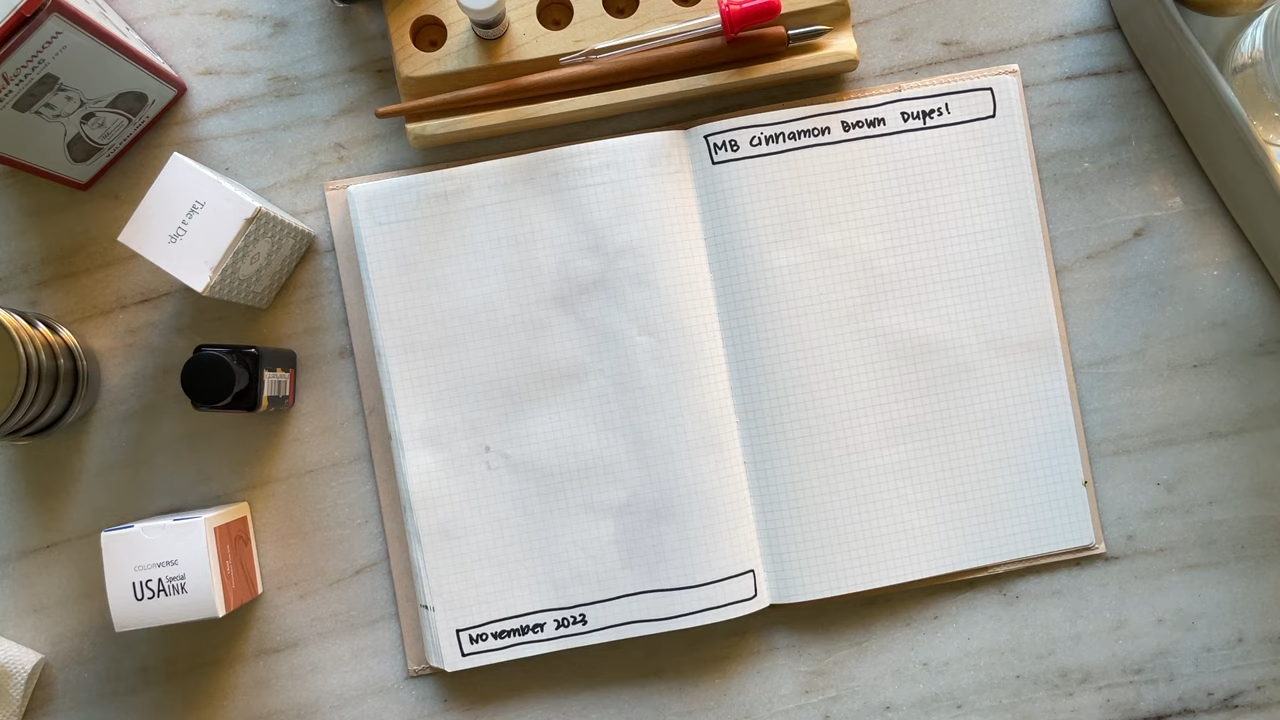 MB Cinnamon Brown Dupes!
November 2023
Take a Dip.
COLORVERSE
USA Special
INK